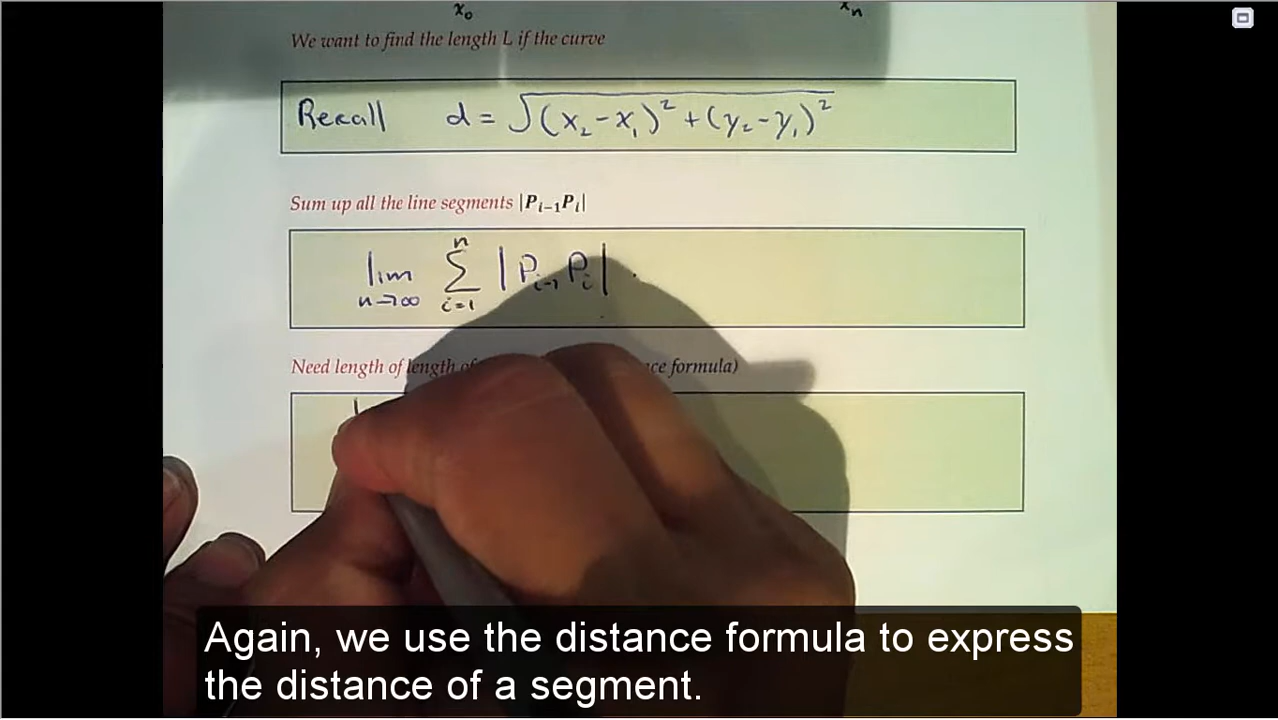 x₀ xₙ
We want to find the length L if the curve
Recall d = √(x₂ - x₁)² + (y₂ - y₁)²
Sum up all the line segments |Pᵢ₋₁Pᵢ|
n
lim Σ |Pᵢ₋₁ Pᵢ|
n→∞ i=1
Need length of length of ce formula)
Again, we use the distance formula to express
the distance of a segment.